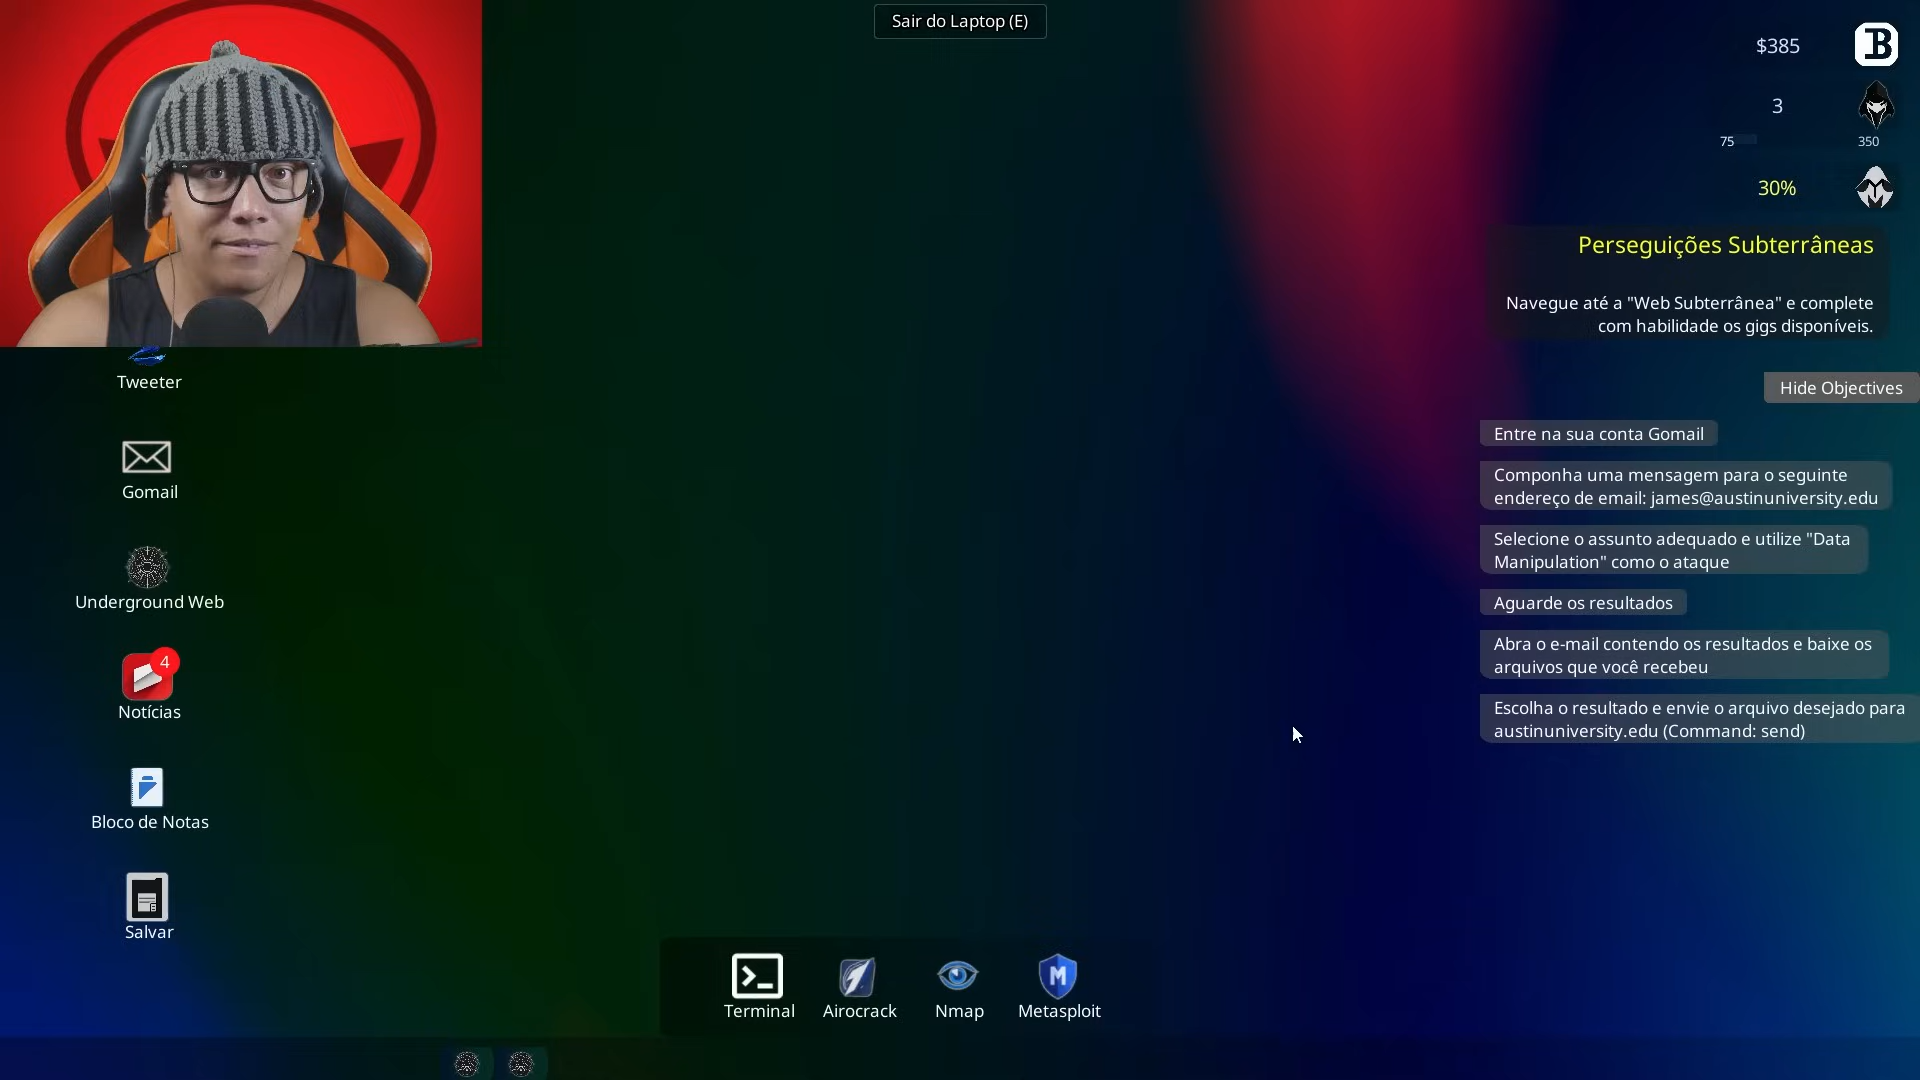 Sair do Laptop (E)
$385
3
75
350
30%
Perseguições Subterrâneas
Navegue até a "Web Subterrânea" e complete
com habilidade os gigs disponíveis.
Hide Objectives
Entre na sua conta Gomail
Componha uma mensagem para o seguinte
endereço de email: james@austinuniversity.edu
Selecione o assunto adequado e utilize "Data
Manipulation" como o ataque
Aguarde os resultados
Abra o e-mail contendo os resultados e baixe os
arquivos que você recebeu
Escolha o resultado e envie o arquivo desejado para
austinuniversity.edu (Command: send)
Tweeter
Gomail
Underground Web
4
Notícias
Bloco de Notas
Salvar
Terminal
Airocrack
Nmap
M
Metasploit